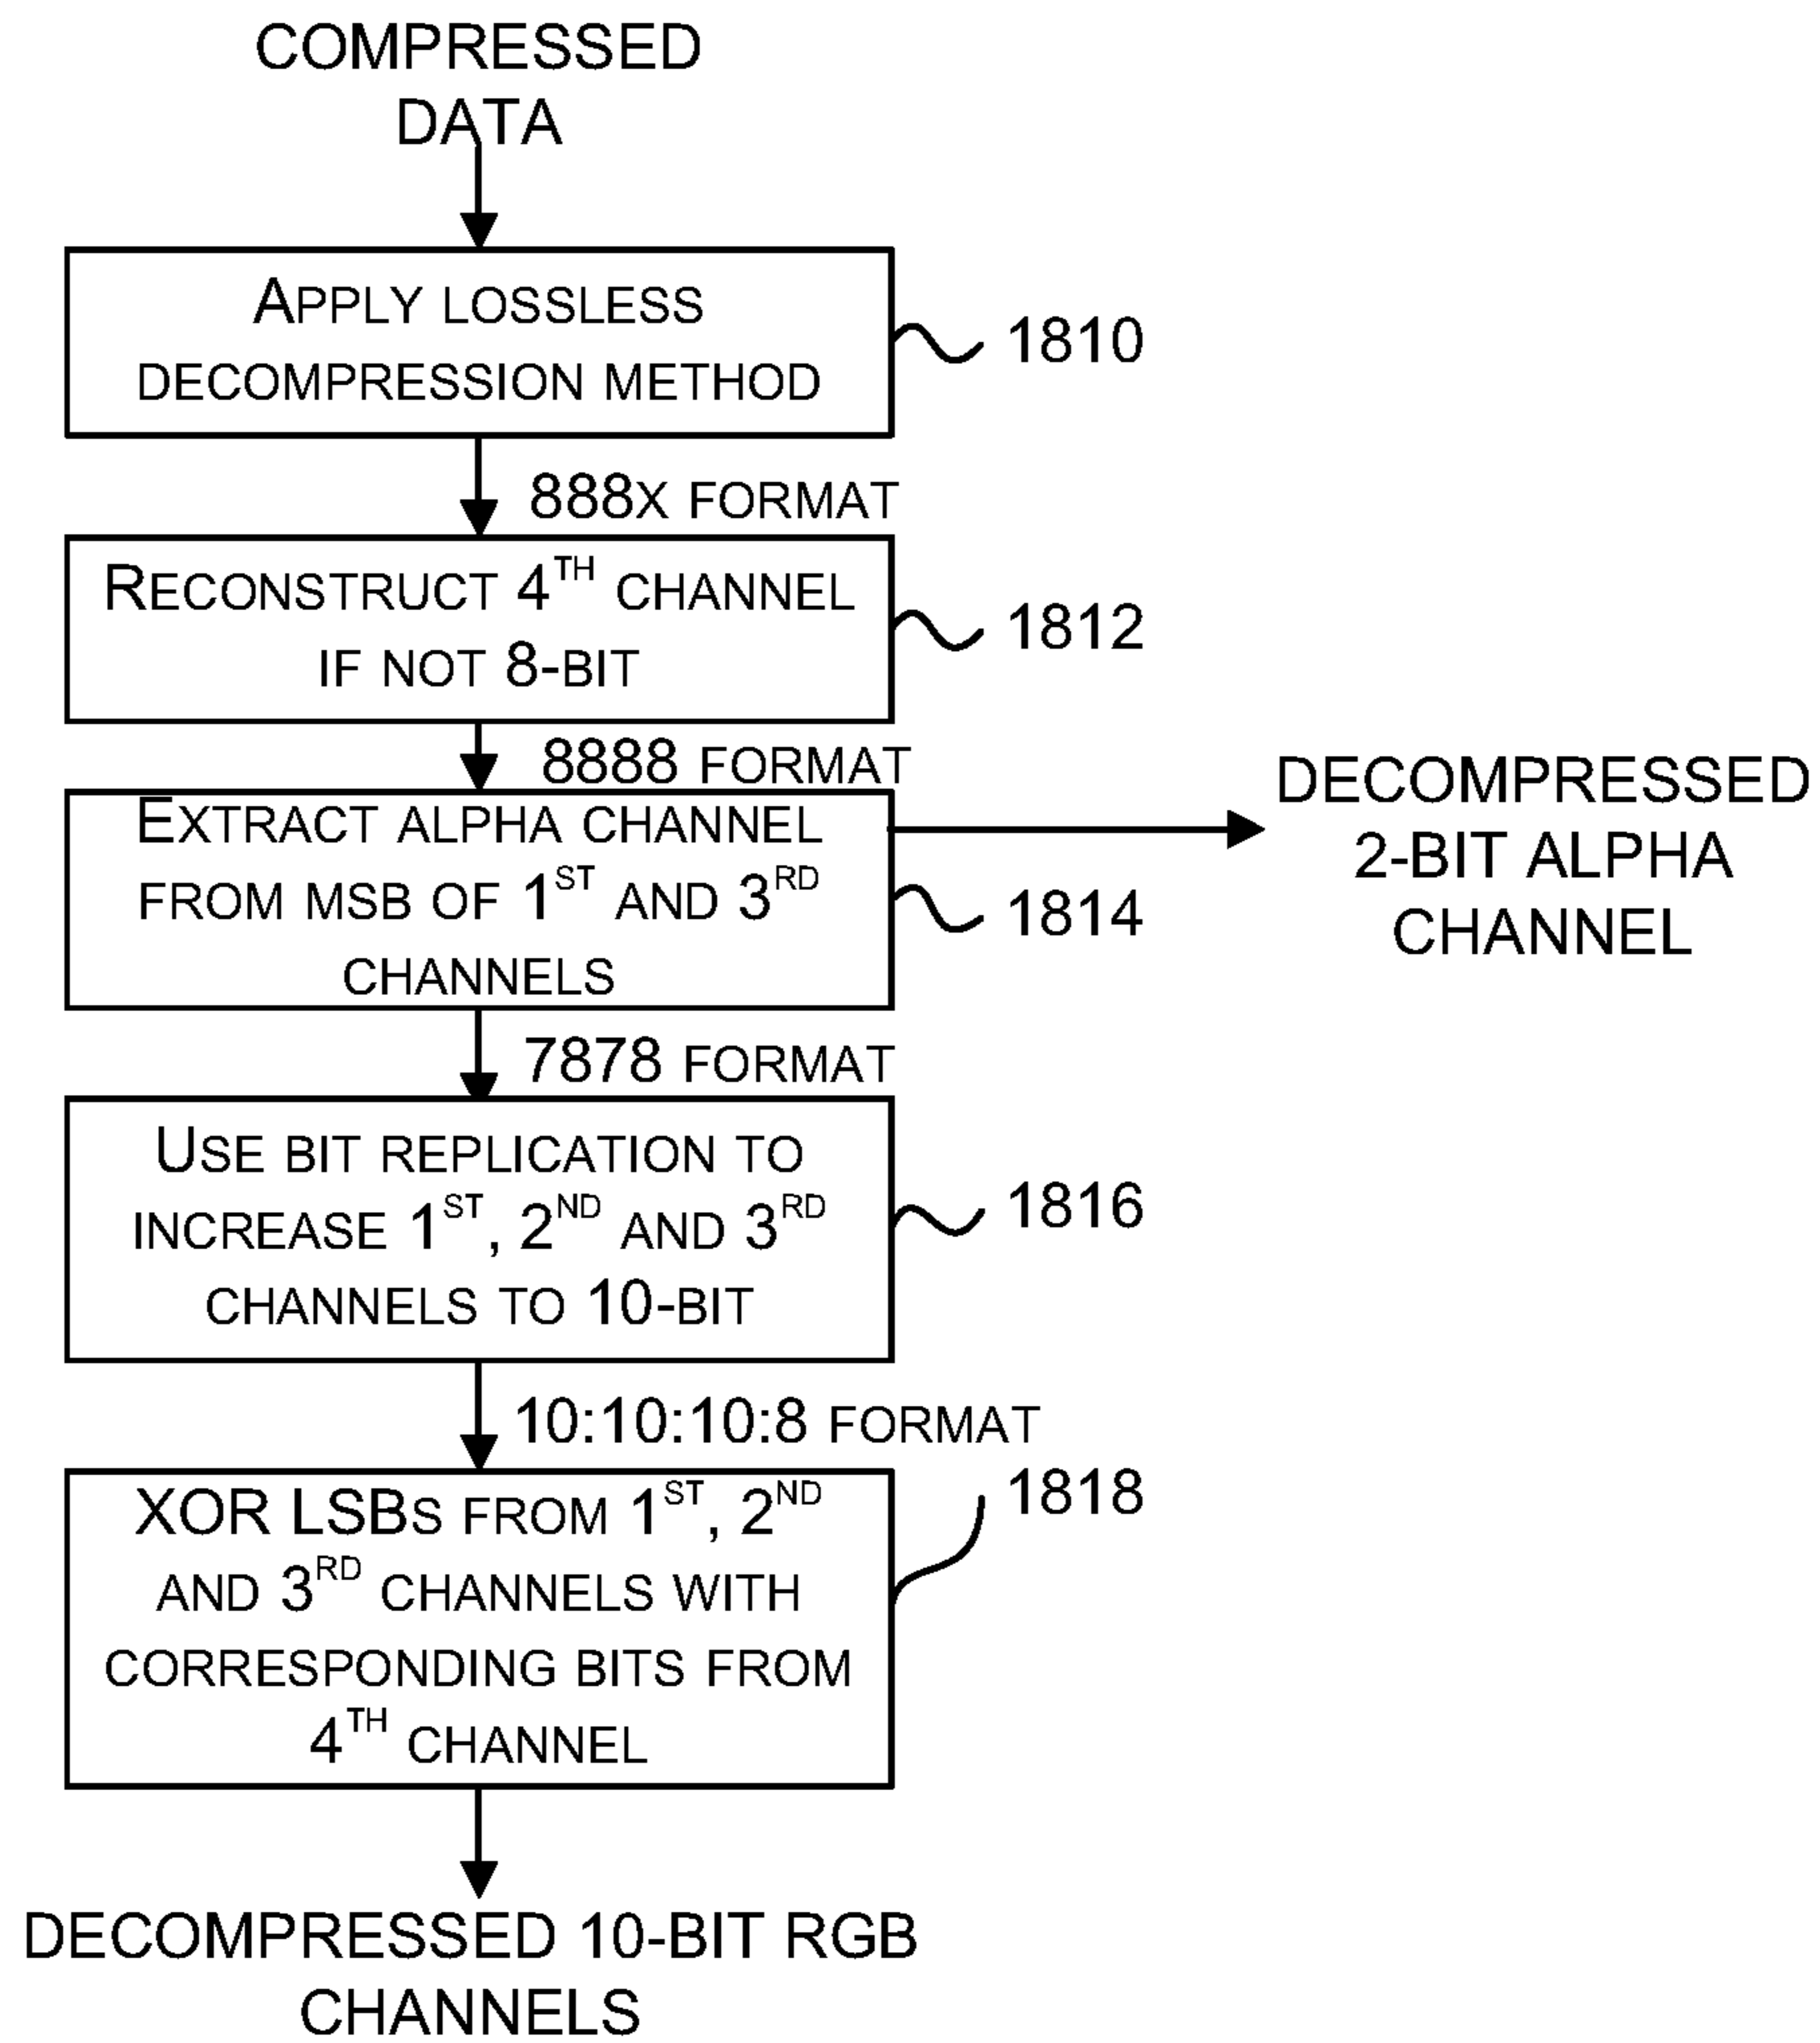 COMPRESSED
DATA
APPLY LOSSLESS
DECOMPRESSION METHOD
1810
888X FORMAT
RECONSTRUCT 4TH CHANNEL
IF NOT 8-BIT
1812
8888 FORMAT
EXTRACT ALPHA CHANNEL
FROM MSB OF 1ST AND 3RD
CHANNELS
1814
DECOMPRESSED
2-BIT ALPHA
CHANNEL
7878 FORMAT
USE BIT REPLICATION TO
INCREASE 1ST, 2ND AND 3RD
CHANNELS TO 10-BIT
1816
10:10:10:8 FORMAT
XOR LSBS FROM 1ST, 2ND
AND 3RD CHANNELS WITH
CORRESPONDING BITS FROM
4TH CHANNEL
1818
DECOMPRESSED 10-BIT RGB
CHANNELS